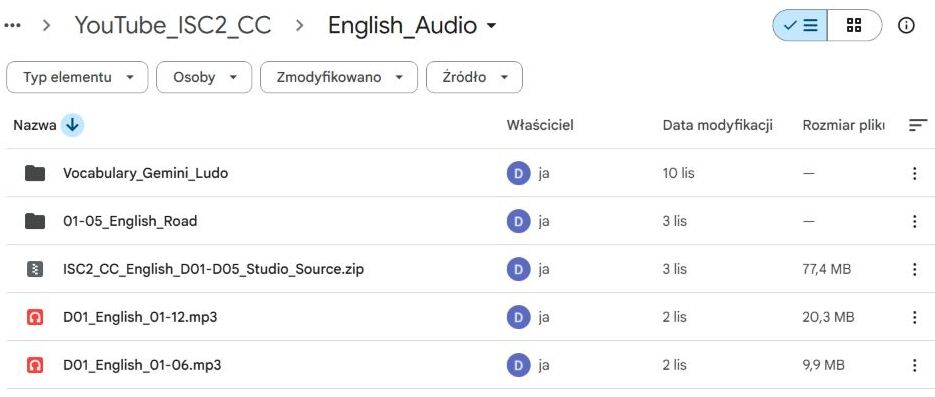 ... > YouTube_ISC2_CC > English_Audio
Typ elementu Osoby Zmodyfikowano Źródło
Nazwa Właściciel Data modyfikacji Rozmiar pliku
Vocabulary_Gemini_Ludo D ja 10 lis —
01-05_English_Road D ja 3 lis —
ISC2_CC_English_D01-D05_Studio_Source.zip D ja 3 lis 77,4 MB
D01_English_01-12.mp3 D ja 2 lis 20,3 MB
D01_English_01-06.mp3 D ja 2 lis 9,9 MB